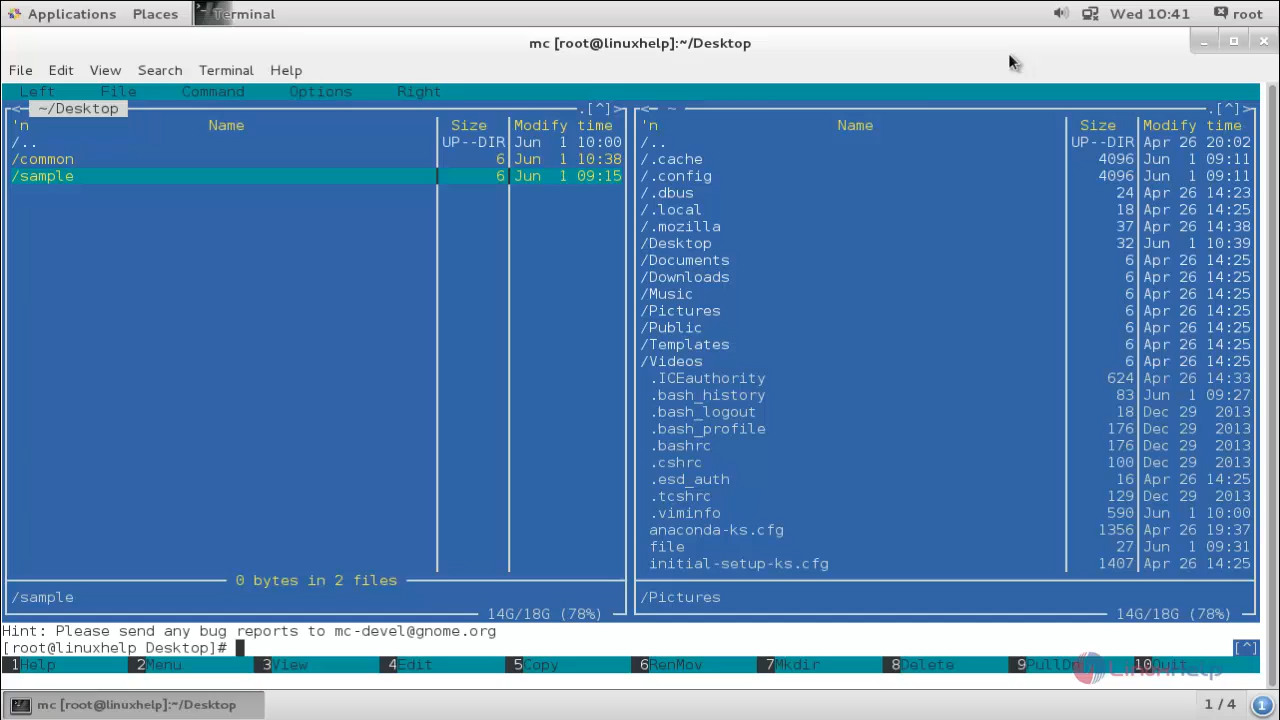 Applications Places Terminal Wed 10:41 root
mc [root@linuxhelp]:~/Desktop
File Edit View Search Terminal Help
Left File Command Options Right
<- ~/Desktop .[^]> <- ~ .[^]>
'n Name Size Modify time 'n Name Size Modify time
/.. UP--DIR Jun 1 10:00 /.. UP--DIR Apr 26 20:02
/common 6 Jun 1 10:38 /.cache 4096 Jun 1 09:11
/sample 6 Jun 1 09:15 /.config 4096 Jun 1 09:11
/.dbus 24 Apr 26 14:23
/.local 18 Apr 26 14:25
/.mozilla 37 Apr 26 14:38
/Desktop 32 Jun 1 10:39
/Documents 6 Apr 26 14:25
/Downloads 6 Apr 26 14:25
/Music 6 Apr 26 14:25
/Pictures 6 Apr 26 14:25
/Public 6 Apr 26 14:25
/Templates 6 Apr 26 14:25
/Videos 6 Apr 26 14:25
.ICEauthority 624 Apr 26 14:33
.bash_history 83 Jun 1 09:27
.bash_logout 18 Dec 29 2013
.bash_profile 176 Dec 29 2013
.bashrc 176 Dec 29 2013
.cshrc 100 Dec 29 2013
.esd_auth 16 Apr 26 14:25
.tcshrc 129 Dec 29 2013
.viminfo 590 Jun 1 10:00
anaconda-ks.cfg 1356 Apr 26 19:37
file 27 Jun 1 09:31
initial-setup-ks.cfg 1407 Apr 26 14:25
0 bytes in 2 files
/sample /Pictures
14G/18G (78%) 14G/18G (78%)
Hint: Please send any bug reports to mc-devel@gnome.org
[root@linuxhelp Desktop]# [^]
1Help 2Menu 3View 4Edit 5Copy 6RenMov 7Mkdir 8Delete 9PullDn 10Quit
LinuxHelp
mc [root@linuxhelp]:~/Desktop 1 / 4 1